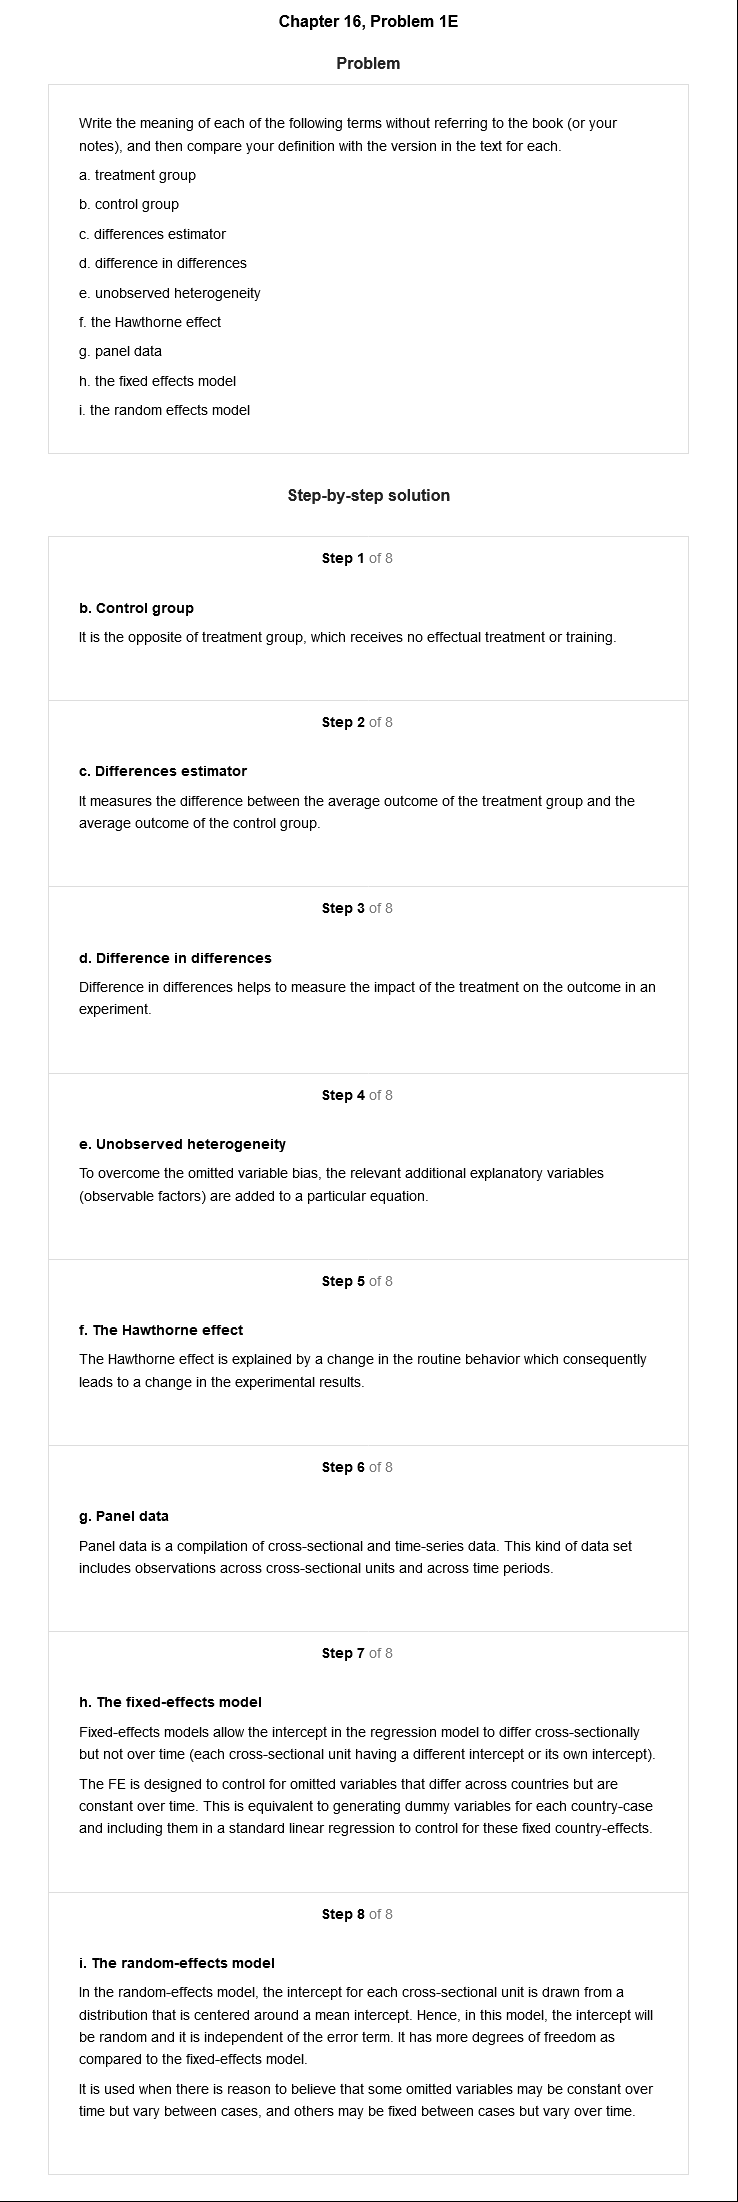 Chapter 16, Problem 1E
Problem
Write the meaning of each of the following terms without referring to the book (or your
notes), and then compare your definition with the version in the text for each.
a. treatment group
b. control group
c. differences estimator
d. difference in differences
e. unobserved heterogeneity
f. the Hawthorne effect
g. panel data
h. the fixed effects model
i. the random effects model
Step-by-step solution
Step 1 of 8
b. Control group
It is the opposite of treatment group, which receives no effectual treatment or training.
Step 2 of 8
c. Differences estimator
It measures the difference between the average outcome of the treatment group and the
average outcome of the control group.
Step 3 of 8
d. Difference in differences
Difference in differences helps to measure the impact of the treatment on the outcome in an
experiment.
Step 4 of 8
e. Unobserved heterogeneity
To overcome the omitted variable bias, the relevant additional explanatory variables
(observable factors) are added to a particular equation.
Step 5 of 8
f. The Hawthorne effect
The Hawthorne effect is explained by a change in the routine behavior which consequently
leads to a change in the experimental results.
Step 6 of 8
g. Panel data
Panel data is a compilation of cross-sectional and time-series data. This kind of data set
includes observations across cross-sectional units and across time periods.
Step 7 of 8
h. The fixed-effects model
Fixed-effects models allow the intercept in the regression model to differ cross-sectionally
but not over time (each cross-sectional unit having a different intercept or its own intercept).
The FE is designed to control for omitted variables that differ across countries but are
constant over time. This is equivalent to generating dummy variables for each country-case
and including them in a standard linear regression to control for these fixed country-effects.
Step 8 of 8
i. The random-effects model
In the random-effects model, the intercept for each cross-sectional unit is drawn from a
distribution that is centered around a mean intercept. Hence, in this model, the intercept will
be random and it is independent of the error term. It has more degrees of freedom as
compared to the fixed-effects model.
It is used when there is reason to believe that some omitted variables may be constant over
time but vary between cases, and others may be fixed between cases but vary over time.